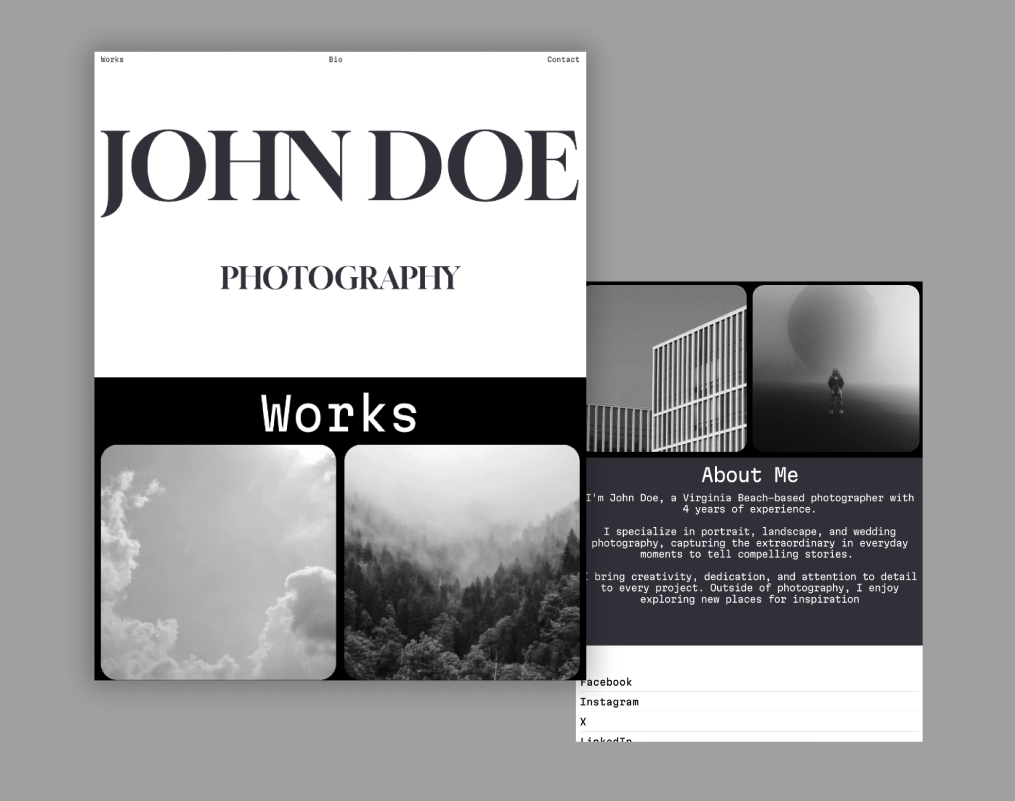 Works Bio Contact
JOHN DOE
PHOTOGRAPHY
Works
About Me
I'm John Doe, a Virginia Beach-based photographer with
4 years of experience.
I specialize in portrait, landscape, and wedding
photography, capturing the extraordinary in everyday
moments to tell compelling stories.
I bring creativity, dedication, and attention to detail
to every project. Outside of photography, I enjoy
exploring new places for inspiration
Facebook
Instagram
X
LinkedIn